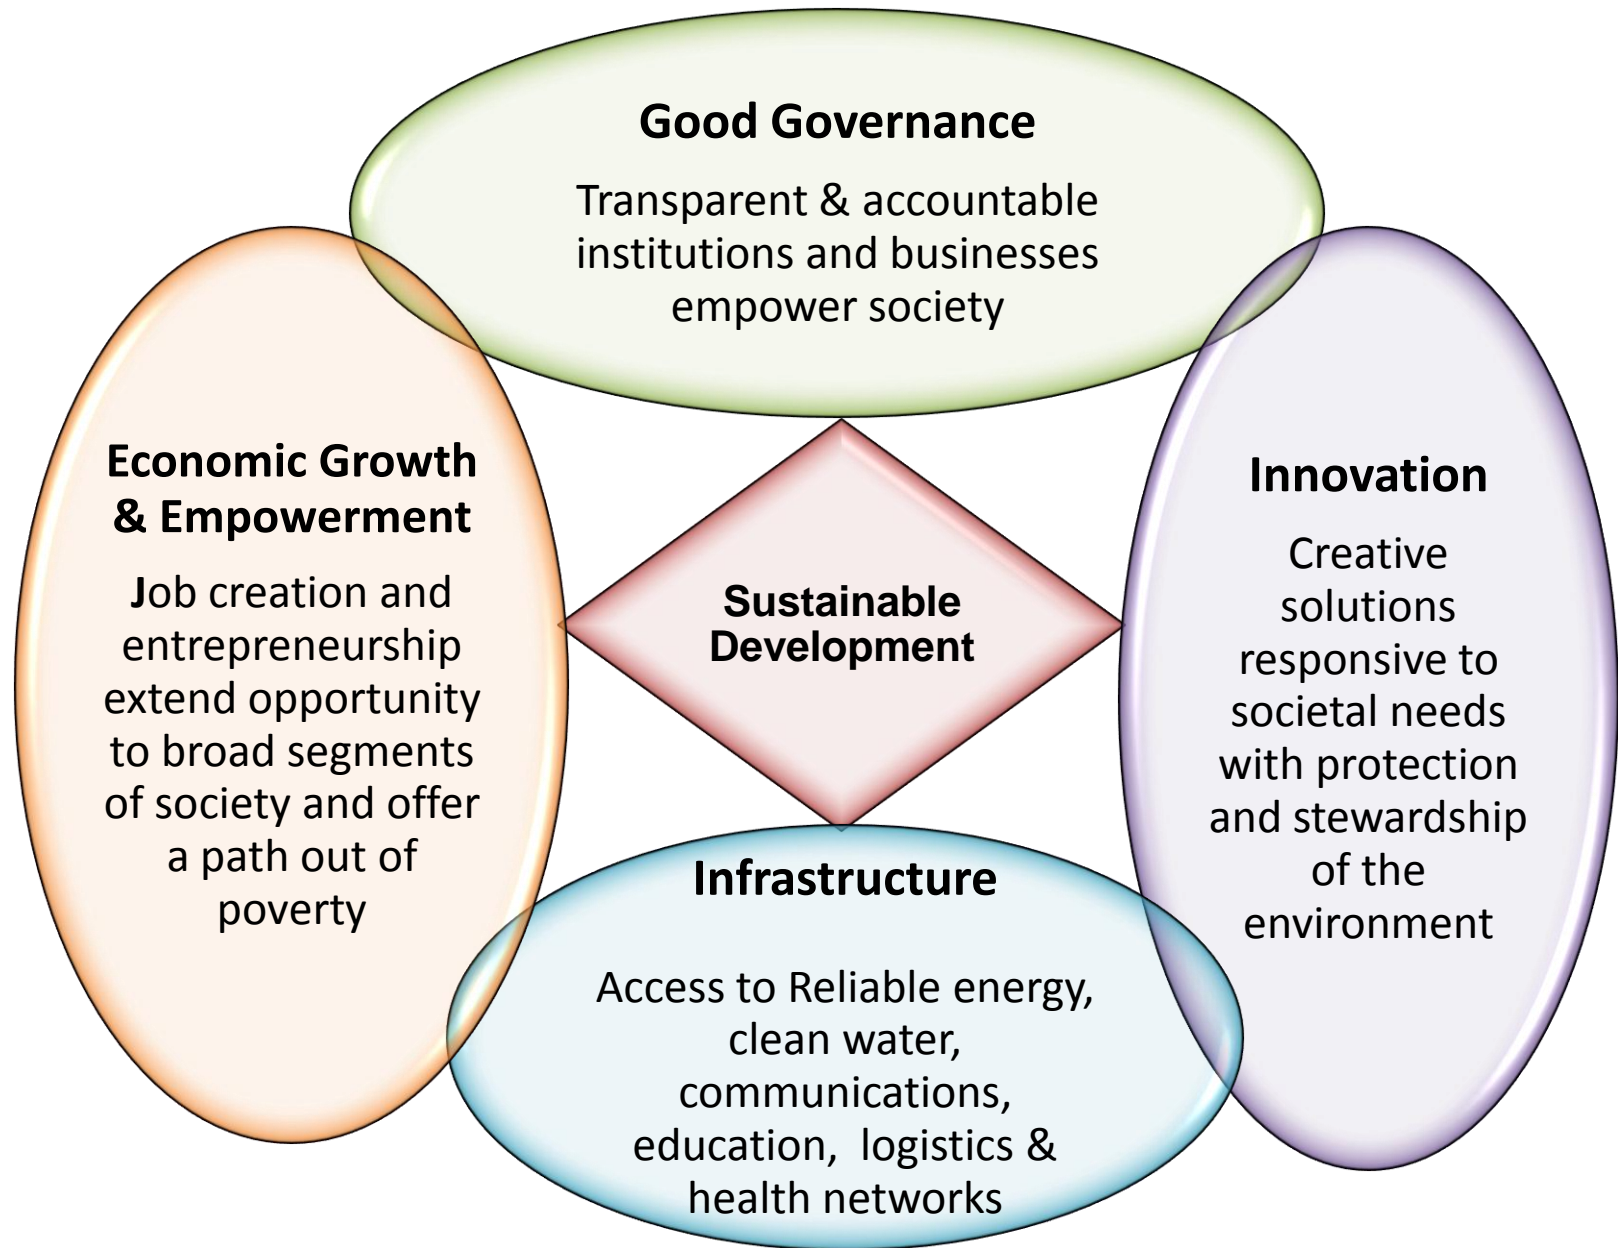 Good Governance
Transparent & accountable
institutions and businesses
empower society
Economic Growth
& Empowerment
Job creation and
entrepreneurship
extend opportunity
to broad segments
of society and offer
a path out of
poverty
Sustainable
Development
Innovation
Creative
solutions
responsive to
societal needs
with protection
and stewardship
of the
environment
Infrastructure
Access to Reliable energy,
clean water,
communications,
education,  logistics &
health networks